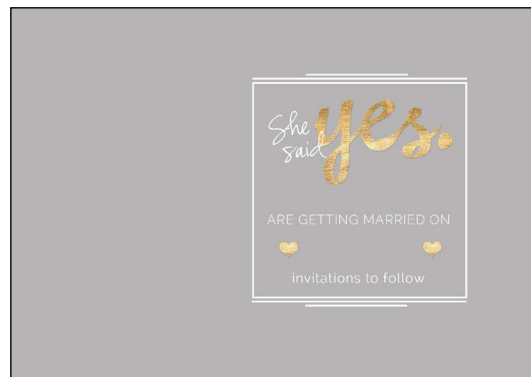 She
said
yes.
ARE GETTING MARRIED ON
invitations to follow